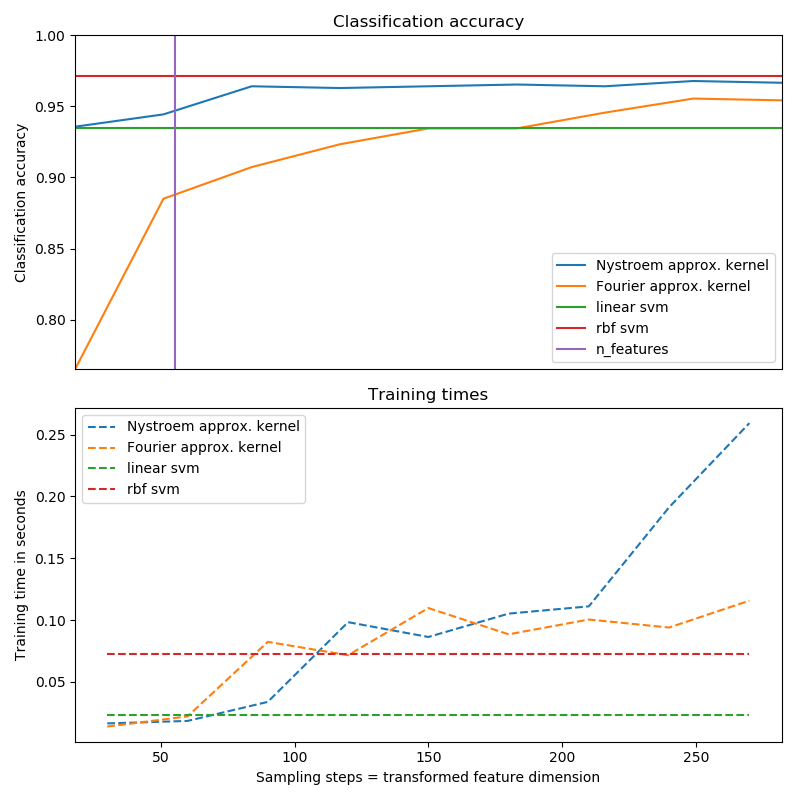 Classification accuracy
1.00
0.95
0.90
0.85
0.80
Classification accuracy
Nystroem approx. kernel
Fourier approx. kernel
linear svm
rbf svm
n_features
Training times
0.25
0.20
0.15
0.10
0.05
Training time in seconds
Nystroem approx. kernel
Fourier approx. kernel
linear svm
rbf svm
50 100 150 200 250
Sampling steps = transformed feature dimension